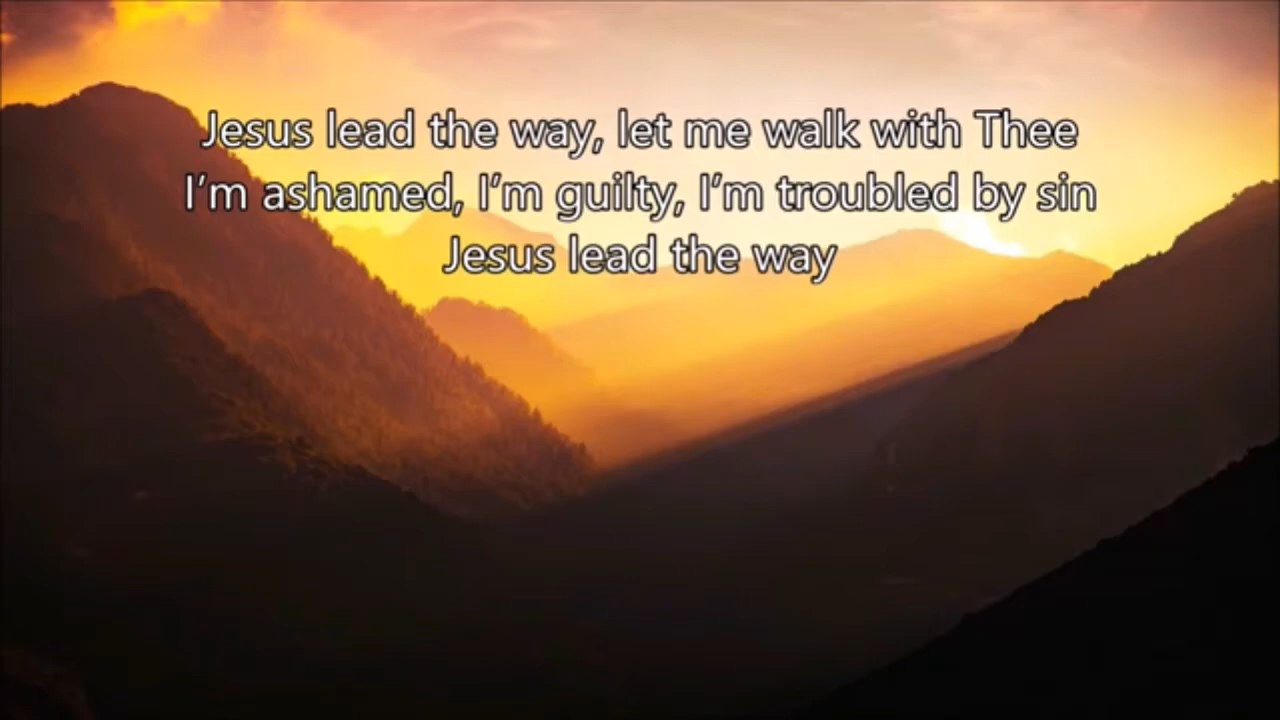 Jesus lead the way, let me walk with Thee
I’m ashamed, I’m guilty, I’m troubled by sin
Jesus lead the way